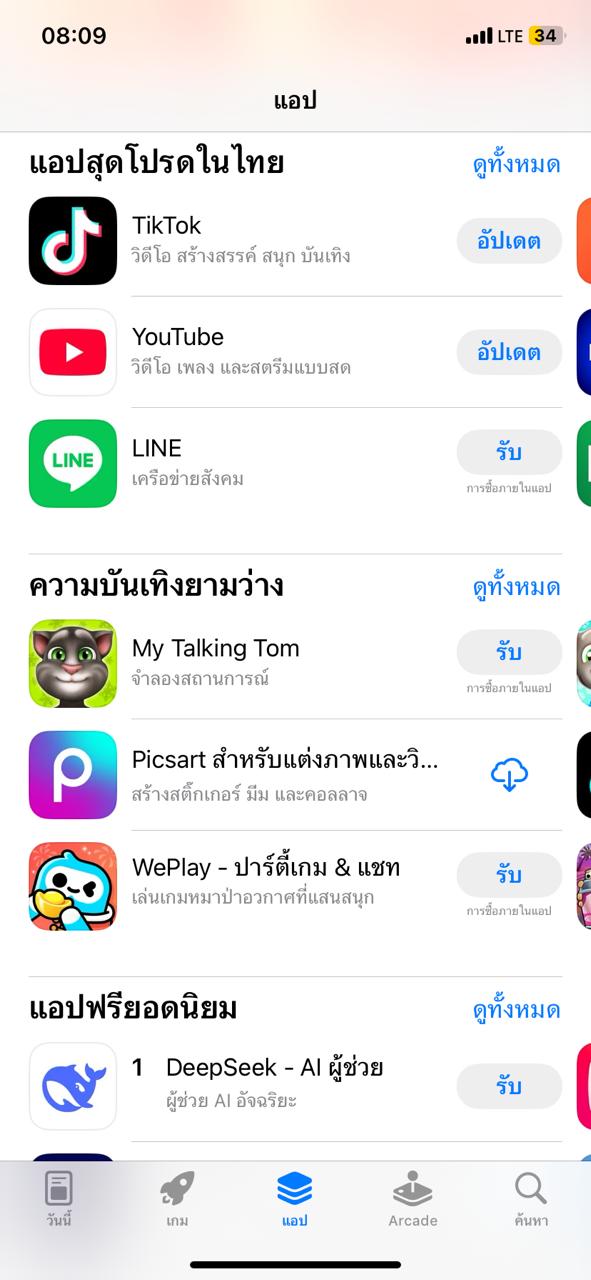 08:09
LTE 34
แอป
แอปสุดโปรดในไทย
ดูทั้งหมด
TikTok
วิดีโอ สร้างสรรค์ สนุก บันเทิง
อัปเดต
YouTube
วิดีโอ เพลง และสตรีมแบบสด
อัปเดต
LINE
LINE
เครือข่ายสังคม
รับ
การซื้อภายในแอป
ความบันเทิงยามว่าง
ดูทั้งหมด
My Talking Tom
จำลองสถานการณ์
รับ
การซื้อภายในแอป
Picsart สำหรับแต่งภาพและวิ...
สร้างสติ๊กเกอร์ มีม และคอลลาจ
WePlay - ปาร์ตี้เกม & แชท
เล่นเกมหมาป่าอวกาศที่แสนสนุก
รับ
การซื้อภายในแอป
แอปฟรียอดนิยม
ดูทั้งหมด
1 DeepSeek - AI ผู้ช่วย
ผู้ช่วย AI อัจฉริยะ
รับ
วันนี้
เกม
แอป
Arcade
ค้นหา